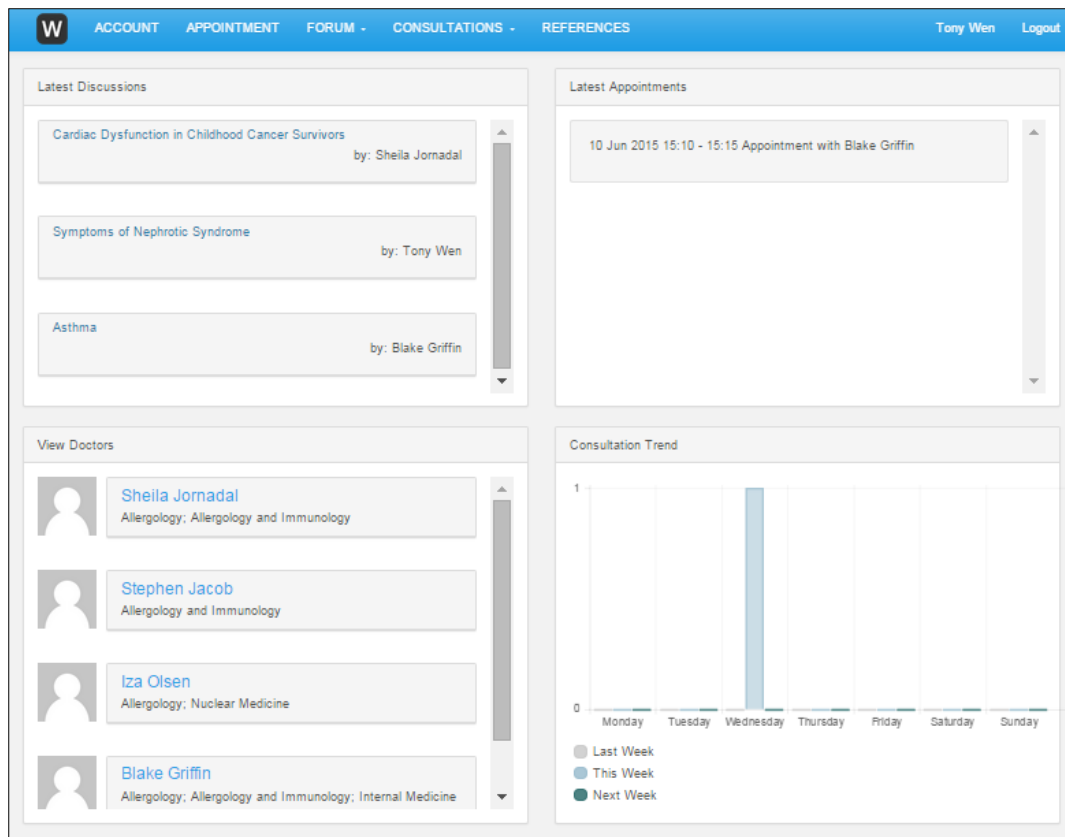 W ACCOUNT APPOINTMENT FORUM - CONSULTATIONS - REFERENCES Tony Wen Logout
Latest Discussions
Cardiac Dysfunction in Childhood Cancer Survivors
by: Sheila Jornadal
Symptoms of Nephrotic Syndrome
by: Tony Wen
Asthma
by: Blake Griffin
Latest Appointments
10 Jun 2015 15:10 - 15:15 Appointment with Blake Griffin
View Doctors
Sheila Jornadal
Allergology; Allergology and Immunology
Stephen Jacob
Allergology and Immunology
Iza Olsen
Allergology; Nuclear Medicine
Blake Griffin
Allergology; Allergology and Immunology; Internal Medicine
Consultation Trend
1
0
Monday Tuesday Wednesday Thursday Friday Saturday Sunday
Last Week
This Week
Next Week